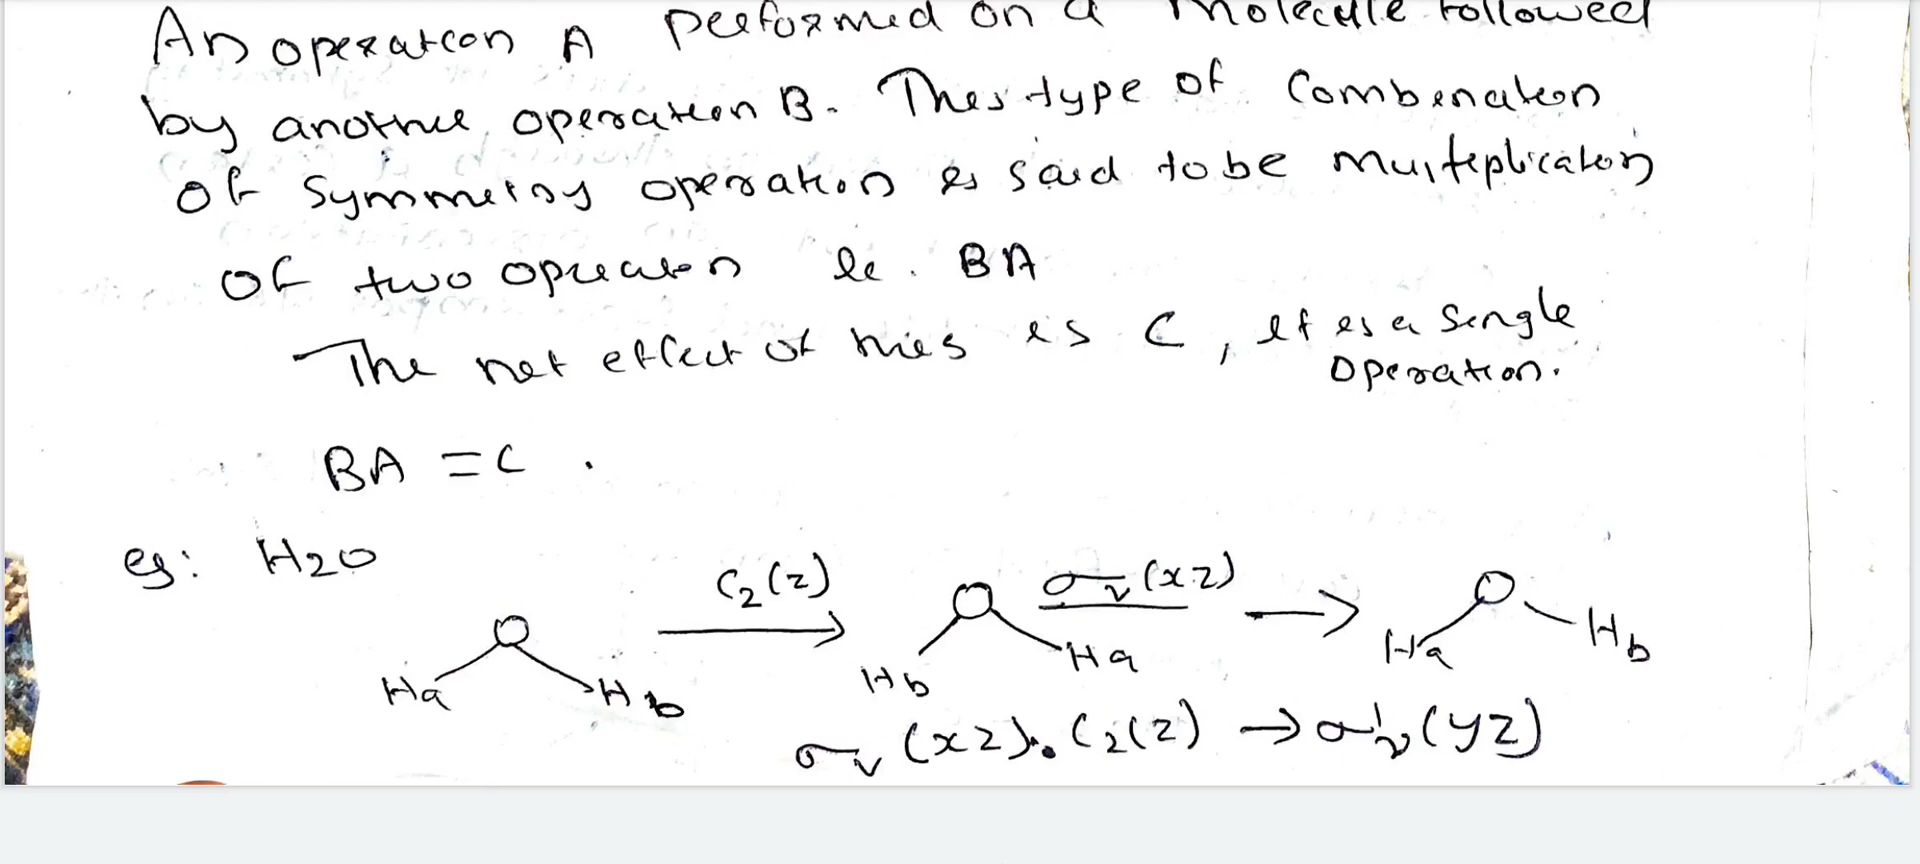 An operation A performed on a molecule followed
by another operation B. This type of Combination
of symmetry operation is said to be multiplication
of two operation ie. BA
The net effect of this is C, it is a single
operation.
BA = C .
eg: H2O
C2(z) σv(xz)
O O → O
Ha Hb Hb Ha Ha Hb
σv(xz). C2(z) → σ'v(yz)